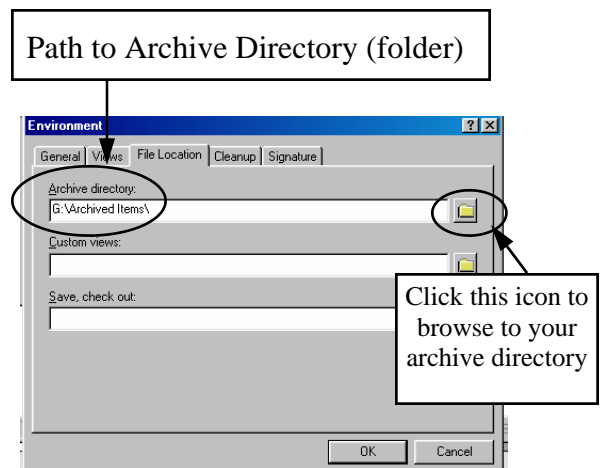 Path to Archive Directory (folder)
Environment
General Views File Location Cleanup Signature
Archive directory:
G:\Archived Items\
Custom views:
Save, check out:
Click this icon to
browse to your
archive directory
OK Cancel